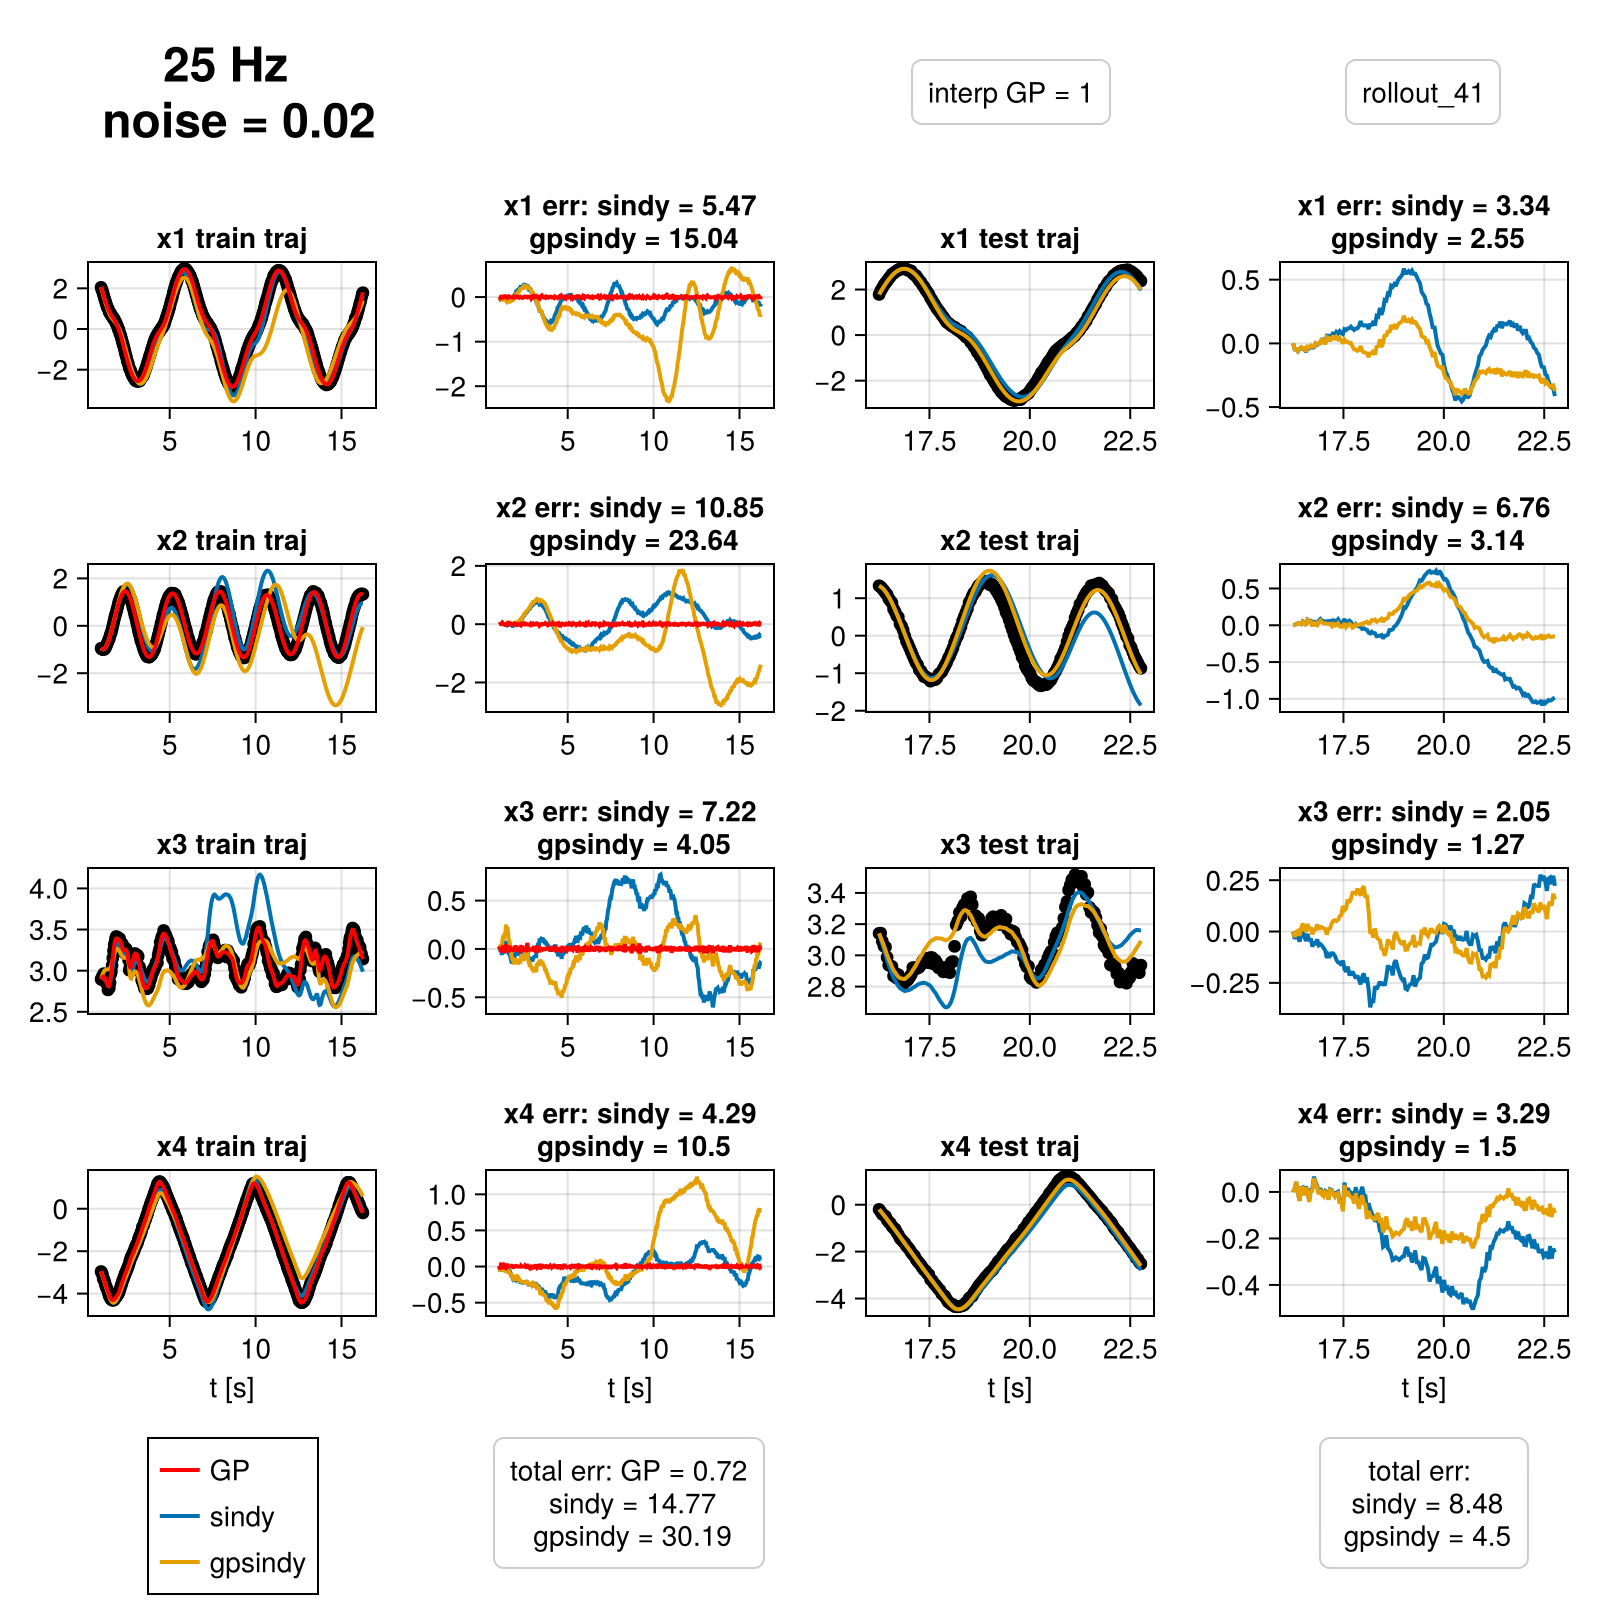 25 Hz
noise = 0.02
interp GP = 1
rollout_41
x1 train traj
x1 err: sindy = 5.47
gpsindy = 15.04
x1 test traj
x1 err: sindy = 3.34
gpsindy = 2.55
2
0
−2
5
10
15
0
−1
−2
5
10
15
2
0
−2
17.5
20.0
22.5
0.5
0.0
−0.5
17.5
20.0
22.5
x2 train traj
x2 err: sindy = 10.85
gpsindy = 23.64
x2 test traj
x2 err: sindy = 6.76
gpsindy = 3.14
2
0
−2
5
10
15
2
0
−2
5
10
15
1
0
−1
−2
17.5
20.0
22.5
0.5
0.0
−0.5
−1.0
17.5
20.0
22.5
x3 train traj
x3 err: sindy = 7.22
gpsindy = 4.05
x3 test traj
x3 err: sindy = 2.05
gpsindy = 1.27
4.0
3.5
3.0
2.5
5
10
15
0.5
0.0
−0.5
5
10
15
3.4
3.2
3.0
2.8
17.5
20.0
22.5
0.25
0.00
−0.25
17.5
20.0
22.5
x4 train traj
x4 err: sindy = 4.29
gpsindy = 10.5
x4 test traj
x4 err: sindy = 3.29
gpsindy = 1.5
0
−2
−4
5
10
15
t [s]
1.0
0.5
0.0
−0.5
5
10
15
t [s]
0
−2
−4
17.5
20.0
22.5
t [s]
0.0
−0.2
−0.4
17.5
20.0
22.5
t [s]
GP
sindy
gpsindy
total err: GP = 0.72
sindy = 14.77
gpsindy = 30.19
total err:
sindy = 8.48
gpsindy = 4.5